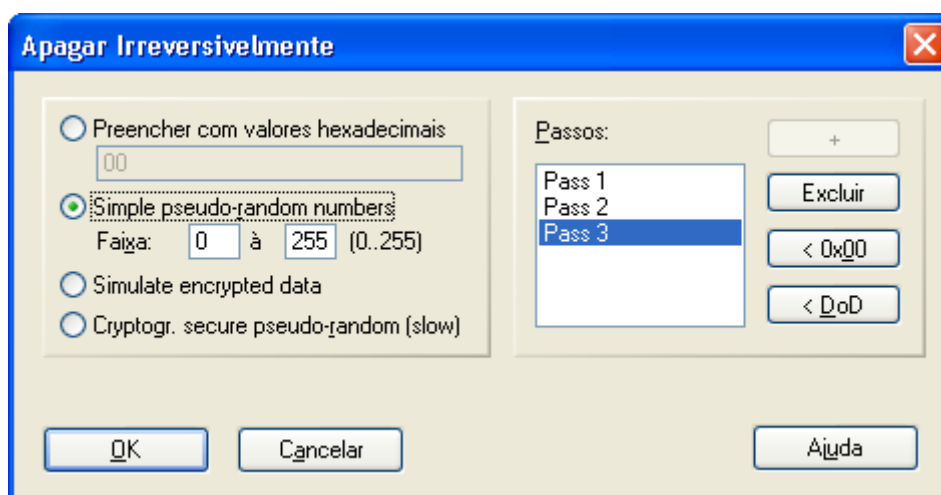 Apagar Irreversivelmente
Preencher com valores hexadecimais
00
Simple pseudo-random numbers
Faixa: 0 à 255 (0..255)
Simulate encrypted data
Cryptogr. secure pseudo-random (slow)
Passos:
Pass 1
Pass 2
Pass 3
+
Excluir
< 0x00
< DoD
OK
Cancelar
Ajuda